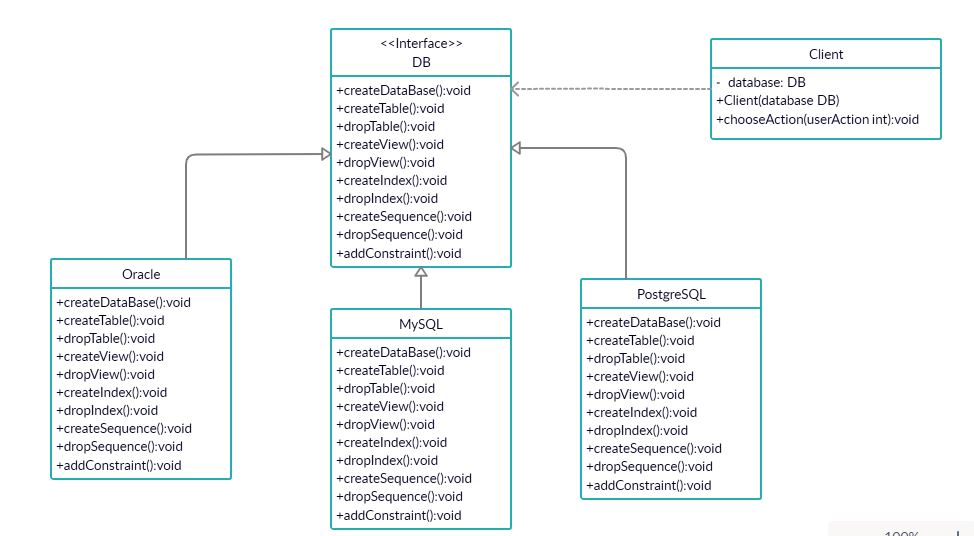 <<Interface>>
DB
+createDataBase():void
+createTable():void
+dropTable():void
+createView():void
+dropView():void
+createIndex():void
+dropIndex():void
+createSequence():void
+dropSequence():void
+addConstraint():void
Client
- database: DB
+Client(database DB)
+chooseAction(userAction int):void
Oracle
+createDataBase():void
+createTable():void
+dropTable():void
+createView():void
+dropView():void
+createIndex():void
+dropIndex():void
+createSequence():void
+dropSequence():void
+addConstraint():void
MySQL
+createDataBase():void
+createTable():void
+dropTable():void
+createView():void
+dropView():void
+createIndex():void
+dropIndex():void
+createSequence():void
+dropSequence():void
+addConstraint():void
PostgreSQL
+createDataBase():void
+createTable():void
+dropTable():void
+createView():void
+dropView():void
+createIndex():void
+dropIndex():void
+createSequence():void
+dropSequence():void
+addConstraint():void
100%